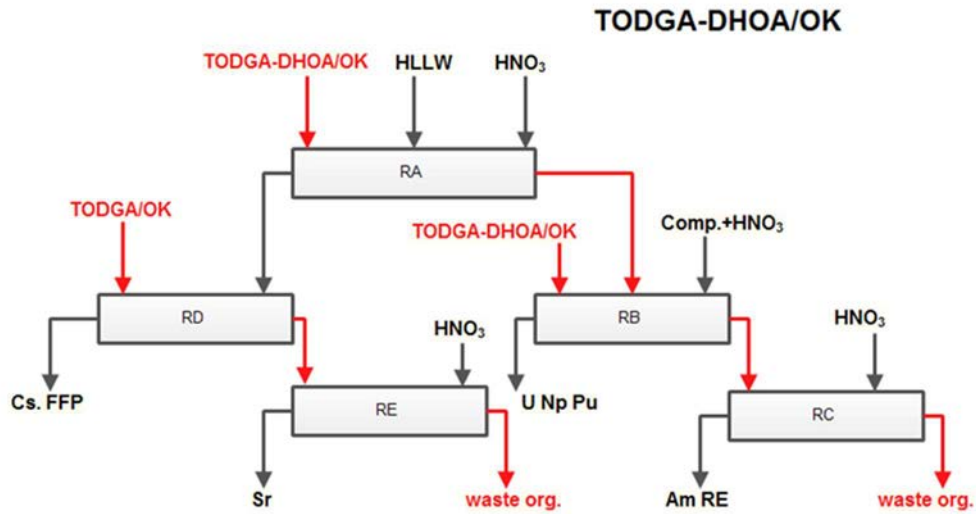 TODGA-DHOA/OK
TODGA-DHOA/OK
HLLW
HNO₃
RA
TODGA/OK
TODGA-DHOA/OK
Comp.+HNO₃
RD
HNO₃
RB
HNO₃
Cs. FFP
RE
U Np Pu
RC
Sr
waste org.
Am RE
waste org.